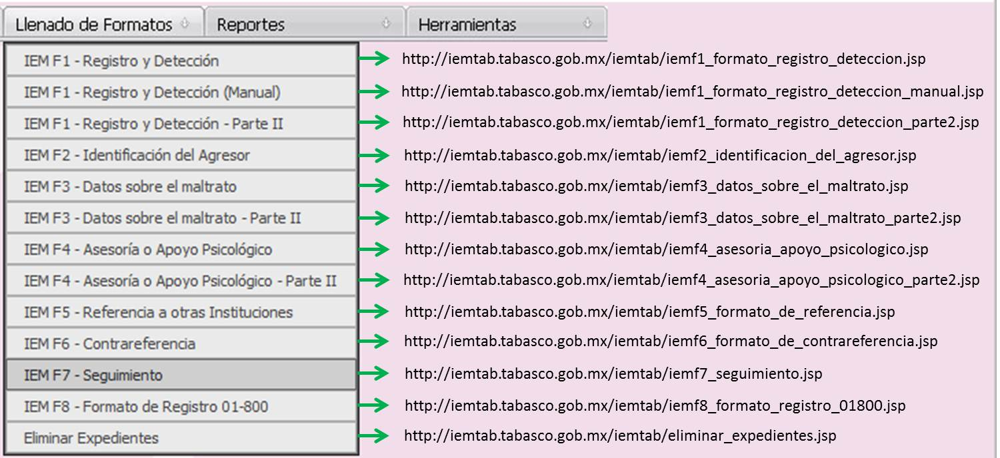 Llenado de Formatos Reportes Herramientas
IEM F1 - Registro y Detección http://iemtab.tabasco.gob.mx/iemtab/iemf1_formato_registro_deteccion.jsp
IEM F1 - Registro y Detección (Manual) http://iemtab.tabasco.gob.mx/iemtab/iemf1_formato_registro_deteccion_manual.jsp
IEM F1 - Registro y Detección - Parte II http://iemtab.tabasco.gob.mx/iemtab/iemf1_formato_registro_deteccion_parte2.jsp
IEM F2 - Identificación del Agresor http://iemtab.tabasco.gob.mx/iemtab/iemf2_identificacion_del_agresor.jsp
IEM F3 - Datos sobre el maltrato http://iemtab.tabasco.gob.mx/iemtab/iemf3_datos_sobre_el_maltrato.jsp
IEM F3 - Datos sobre el maltrato - Parte II http://iemtab.tabasco.gob.mx/iemtab/iemf3_datos_sobre_el_maltrato_parte2.jsp
IEM F4 - Asesoría o Apoyo Psicológico http://iemtab.tabasco.gob.mx/iemtab/iemf4_asesoria_apoyo_psicologico.jsp
IEM F4 - Asesoría o Apoyo Psicológico - Parte II http://iemtab.tabasco.gob.mx/iemtab/iemf4_asesoria_apoyo_psicologico_parte2.jsp
IEM F5 - Referencia a otras Instituciones http://iemtab.tabasco.gob.mx/iemtab/iemf5_formato_de_referencia.jsp
IEM F6 - Contrareferencia http://iemtab.tabasco.gob.mx/iemtab/iemf6_formato_de_contrareferencia.jsp
IEM F7 - Seguimiento http://iemtab.tabasco.gob.mx/iemtab/iemf7_seguimiento.jsp
IEM F8 - Formato de Registro 01-800 http://iemtab.tabasco.gob.mx/iemtab/iemf8_formato_registro_01800.jsp
Eliminar Expedientes http://iemtab.tabasco.gob.mx/iemtab/eliminar_expedientes.jsp